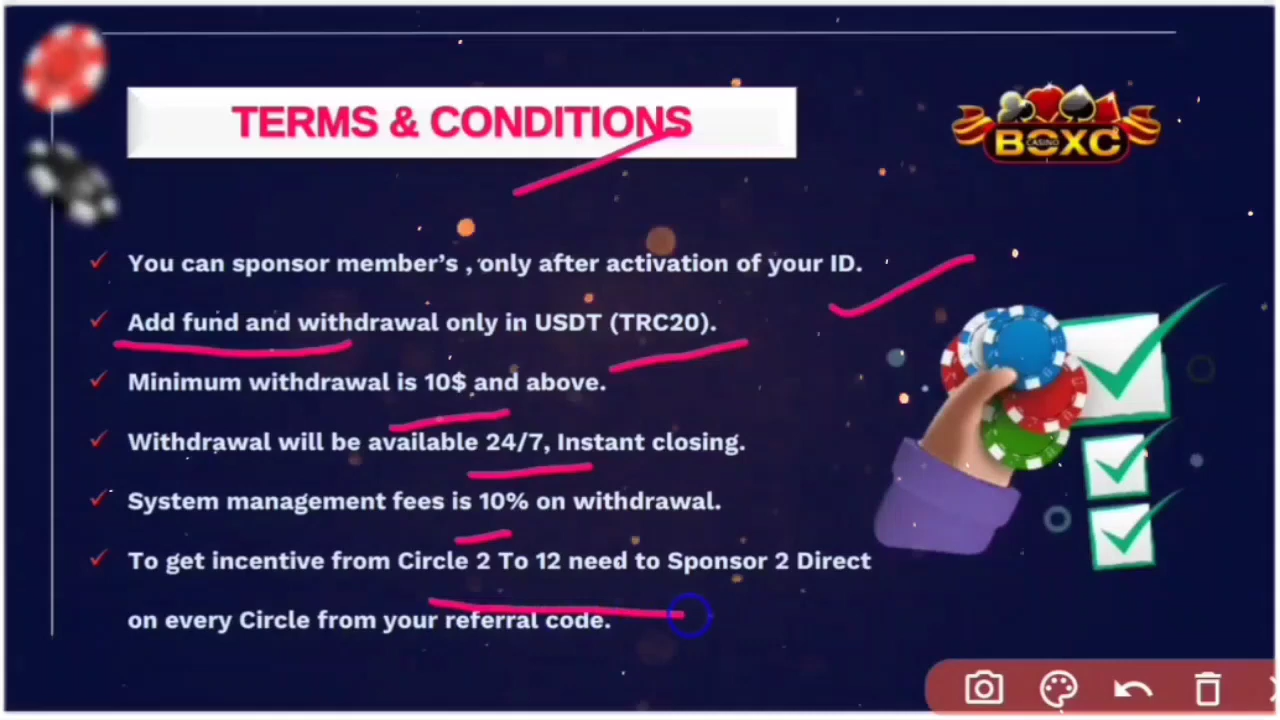 TERMS & CONDITIONS
BOXC
CASINO
You can sponsor member’s , only after activation of your ID.
Add fund and withdrawal only in USDT (TRC20).
Minimum withdrawal is 10$ and above.
Withdrawal will be available 24/7, Instant closing.
System management fees is 10% on withdrawal.
To get incentive from Circle 2 To 12 need to Sponsor 2 Direct
on every Circle from your referral code.